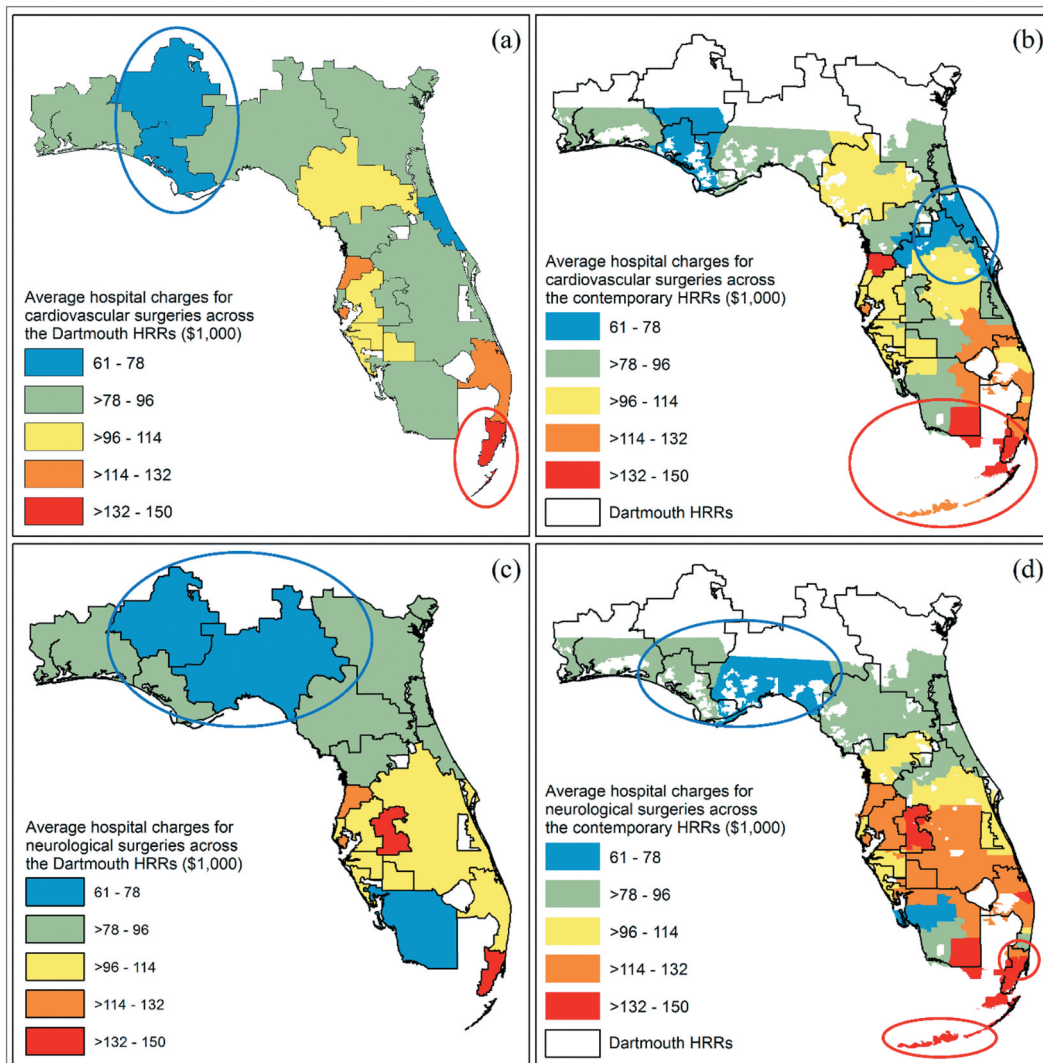 (a)
Average hospital charges for
cardiovascular surgeries across
the Dartmouth HRRs ($1,000)
61 - 78
>78 - 96
>96 - 114
>114 - 132
>132 - 150
(b)
Average hospital charges for
cardiovascular surgeries across
the contemporary HRRs ($1,000)
61 - 78
>78 - 96
>96 - 114
>114 - 132
>132 - 150
Dartmouth HRRs
(c)
Average hospital charges for
neurological surgeries across
the Dartmouth HRRs ($1,000)
61 - 78
>78 - 96
>96 - 114
>114 - 132
>132 - 150
(d)
Average hospital charges for
neurological surgeries across
the contemporary HRRs ($1,000)
61 - 78
>78 - 96
>96 - 114
>114 - 132
>132 - 150
Dartmouth HRRs